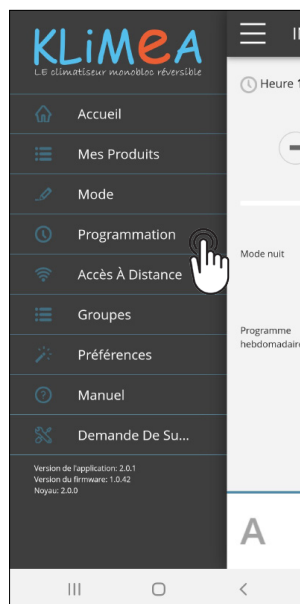 KLiMeA
LE climatiseur monobloc réversible
Accueil
Mes Produits
Mode
Programmation
Accès À Distance
Groupes
Préférences
Manuel
Demande De Su...
Version de l'application: 2.0.1
Version du firmware: 1.0.42
Noyau: 2.0.0
Heure
Mode nuit
Programme
A